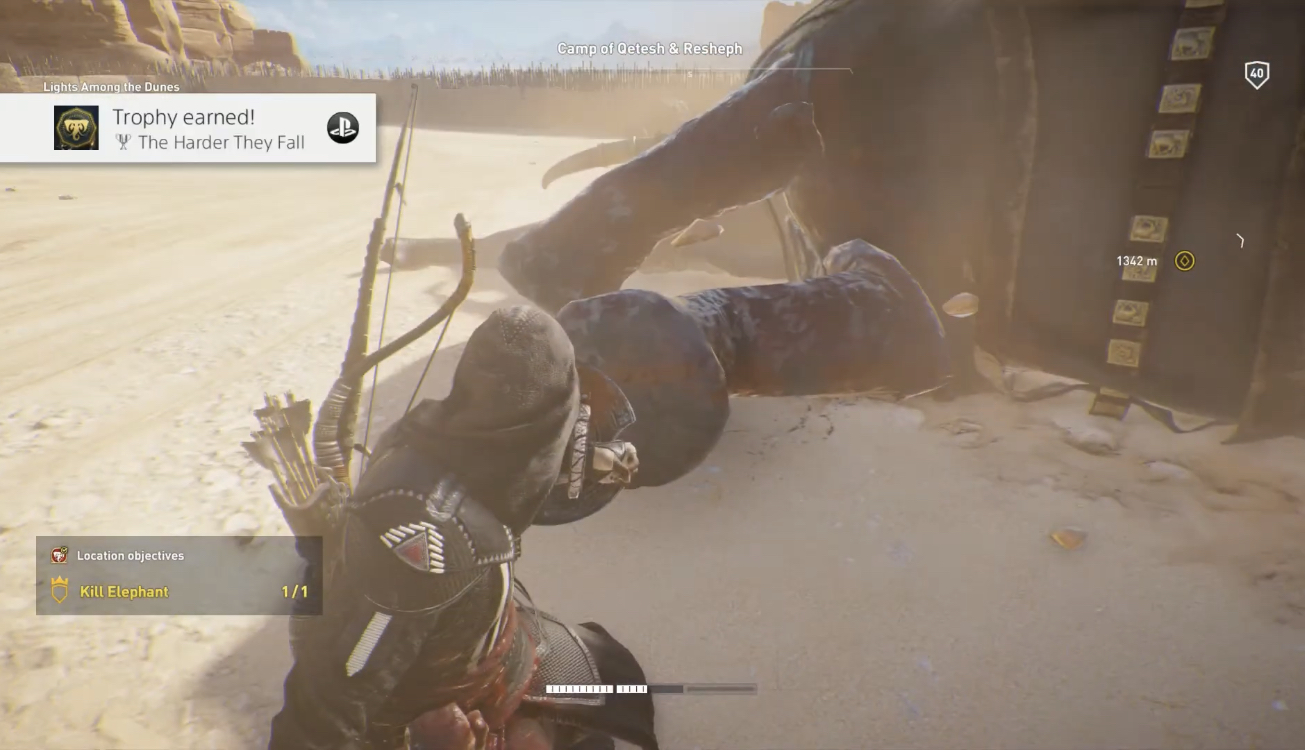 Camp of Qetesh & Resheph
40
Lights Among the Dunes
Trophy earned!
The Harder They Fall
1342 m
Location objectives
Kill Elephant 1/1